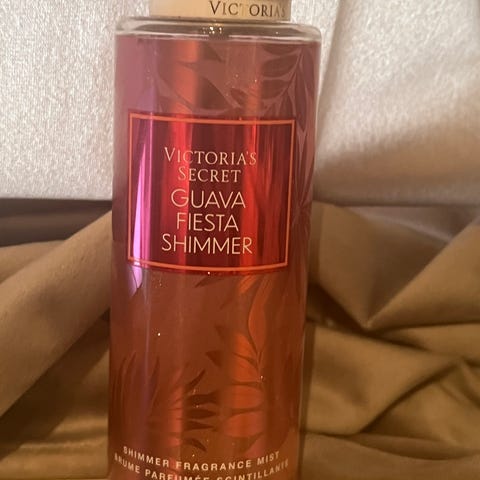 VICTORIA'S
VICTORIA'S
SECRET
GUAVA
FIESTA
SHIMMER
SHIMMER FRAGRANCE MIST
BRUME PARFUMÉE SCINTILLANTE